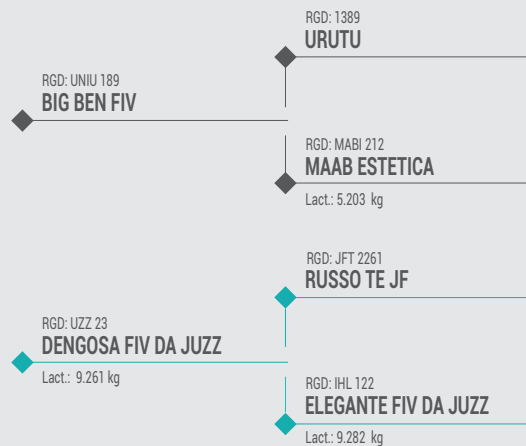 RGD: 1389
URUTU
RGD: UNIU 189
BIG BEN FIV
RGD: MABI 212
MAAB ESTETICA
Lact.: 5.203 kg
RGD: JFT 2261
RUSSO TE JF
RGD: UZZ 23
DENGOSA FIV DA JUZZ
Lact.: 9.261 kg
RGD: IHL 122
ELEGANTE FIV DA JUZZ
Lact.: 9.282 kg